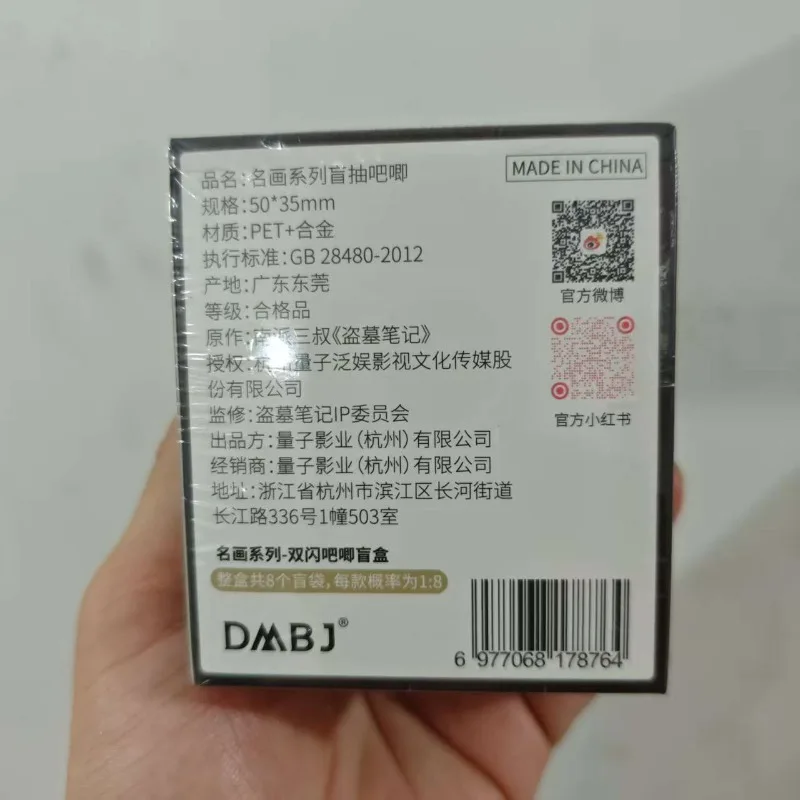 品名:名画系列盲抽吧唧
规格:50*35mm
材质:PET+合金
执行标准:GB 28480-2012
产地:广东东莞
等级:合格品
原作:南派三叔《盗墓笔记》
授权:杭州量子泛娱影视文化传媒股
份有限公司
监修:盗墓笔记IP委员会
出品方:量子影业(杭州)有限公司
经销商:量子影业(杭州)有限公司
地址:浙江省杭州市滨江区长河街道
长江路336号1幢503室
名画系列-双闪吧唧盲盒
整盒共8个盲袋,每款概率为1:8
DMBJ®
MADE IN CHINA
官方微博
官方小红书
6 977068 178764